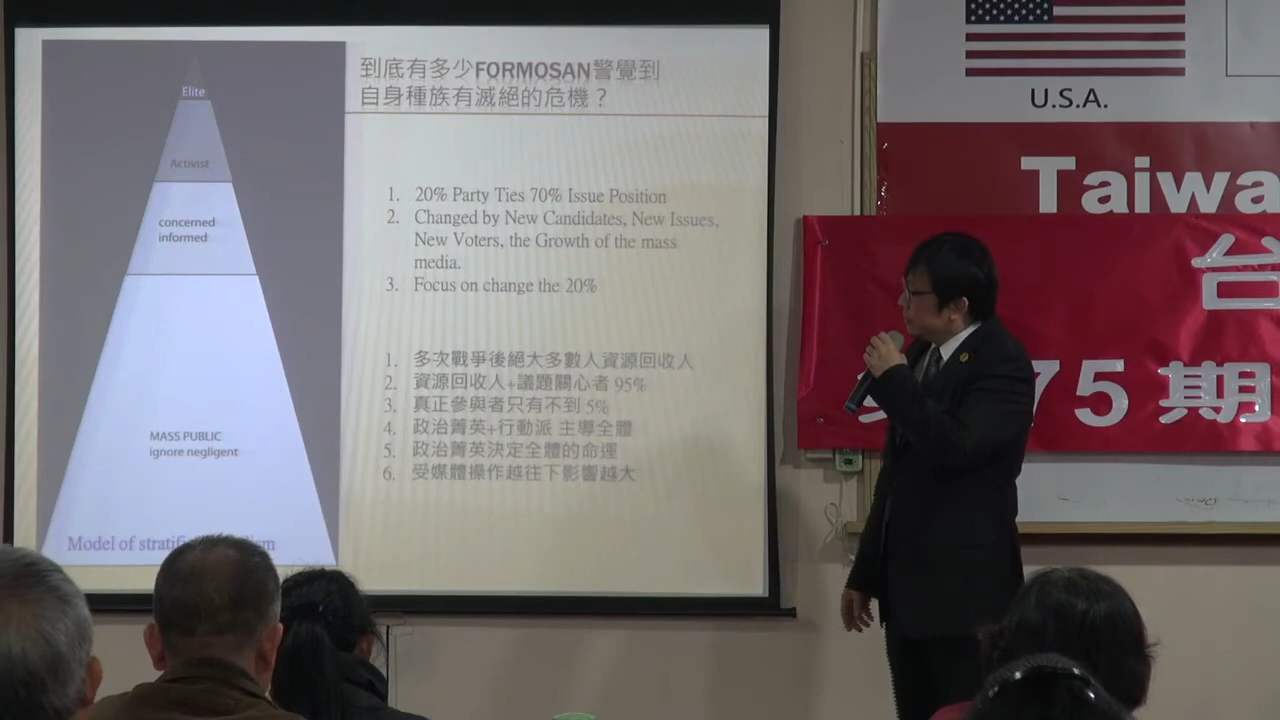 Elite
Activist
concerned
informed
MASS PUBLIC
ignore negligent
Model of
到底有多少FORMOSAN警覺到
自身種族有滅絕的危機？
1. 20% Party Ties 70% Issue Position
2. Changed by New Candidates, New Issues,
New Voters, the Growth of the mass
media.
3. Focus on change the 20%
1. 多次戰爭後絕大多數人資源回收人
2. 資源回收人+議題關心者 95%
3. 真正參與者只有不到 5%
4. 政治菁英+行動派 主導全體
5. 政治菁英決定全體的命運
6. 受媒體操作越往下影響越大
U.S.A.
Taiwa
台
75期